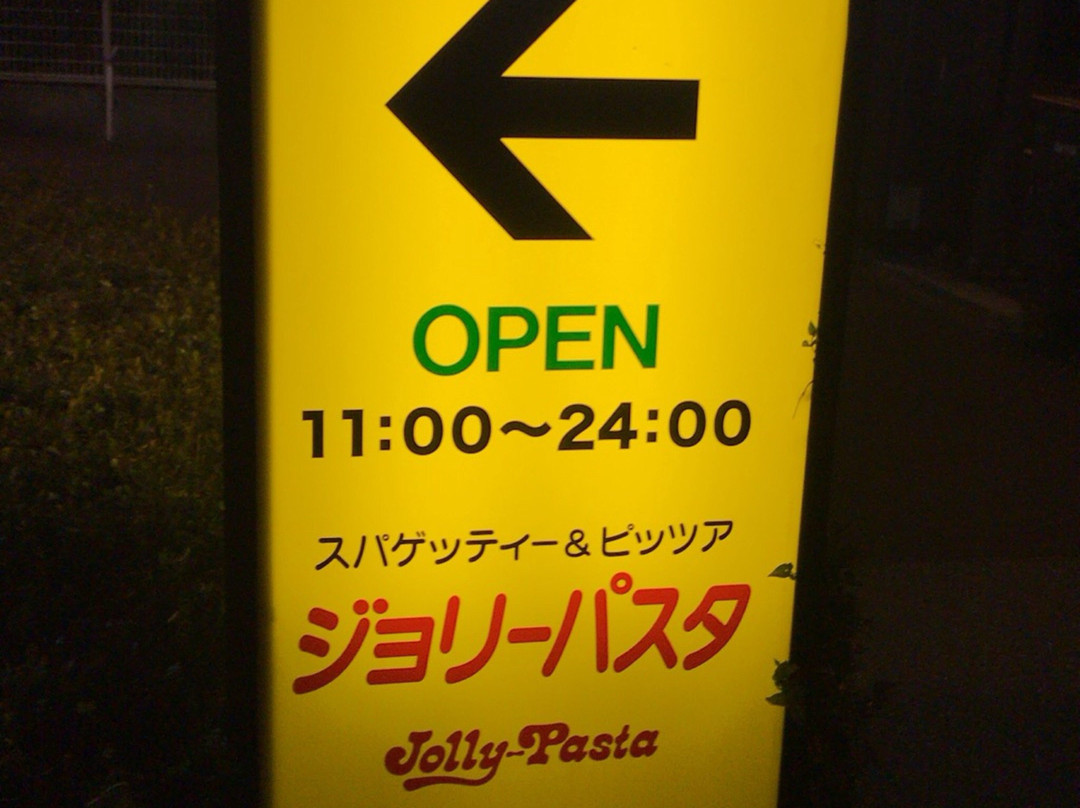 OPEN
11:00～24:00
スパゲッティー&ピッツア
ジョリーパスタ
Jolly-Pasta